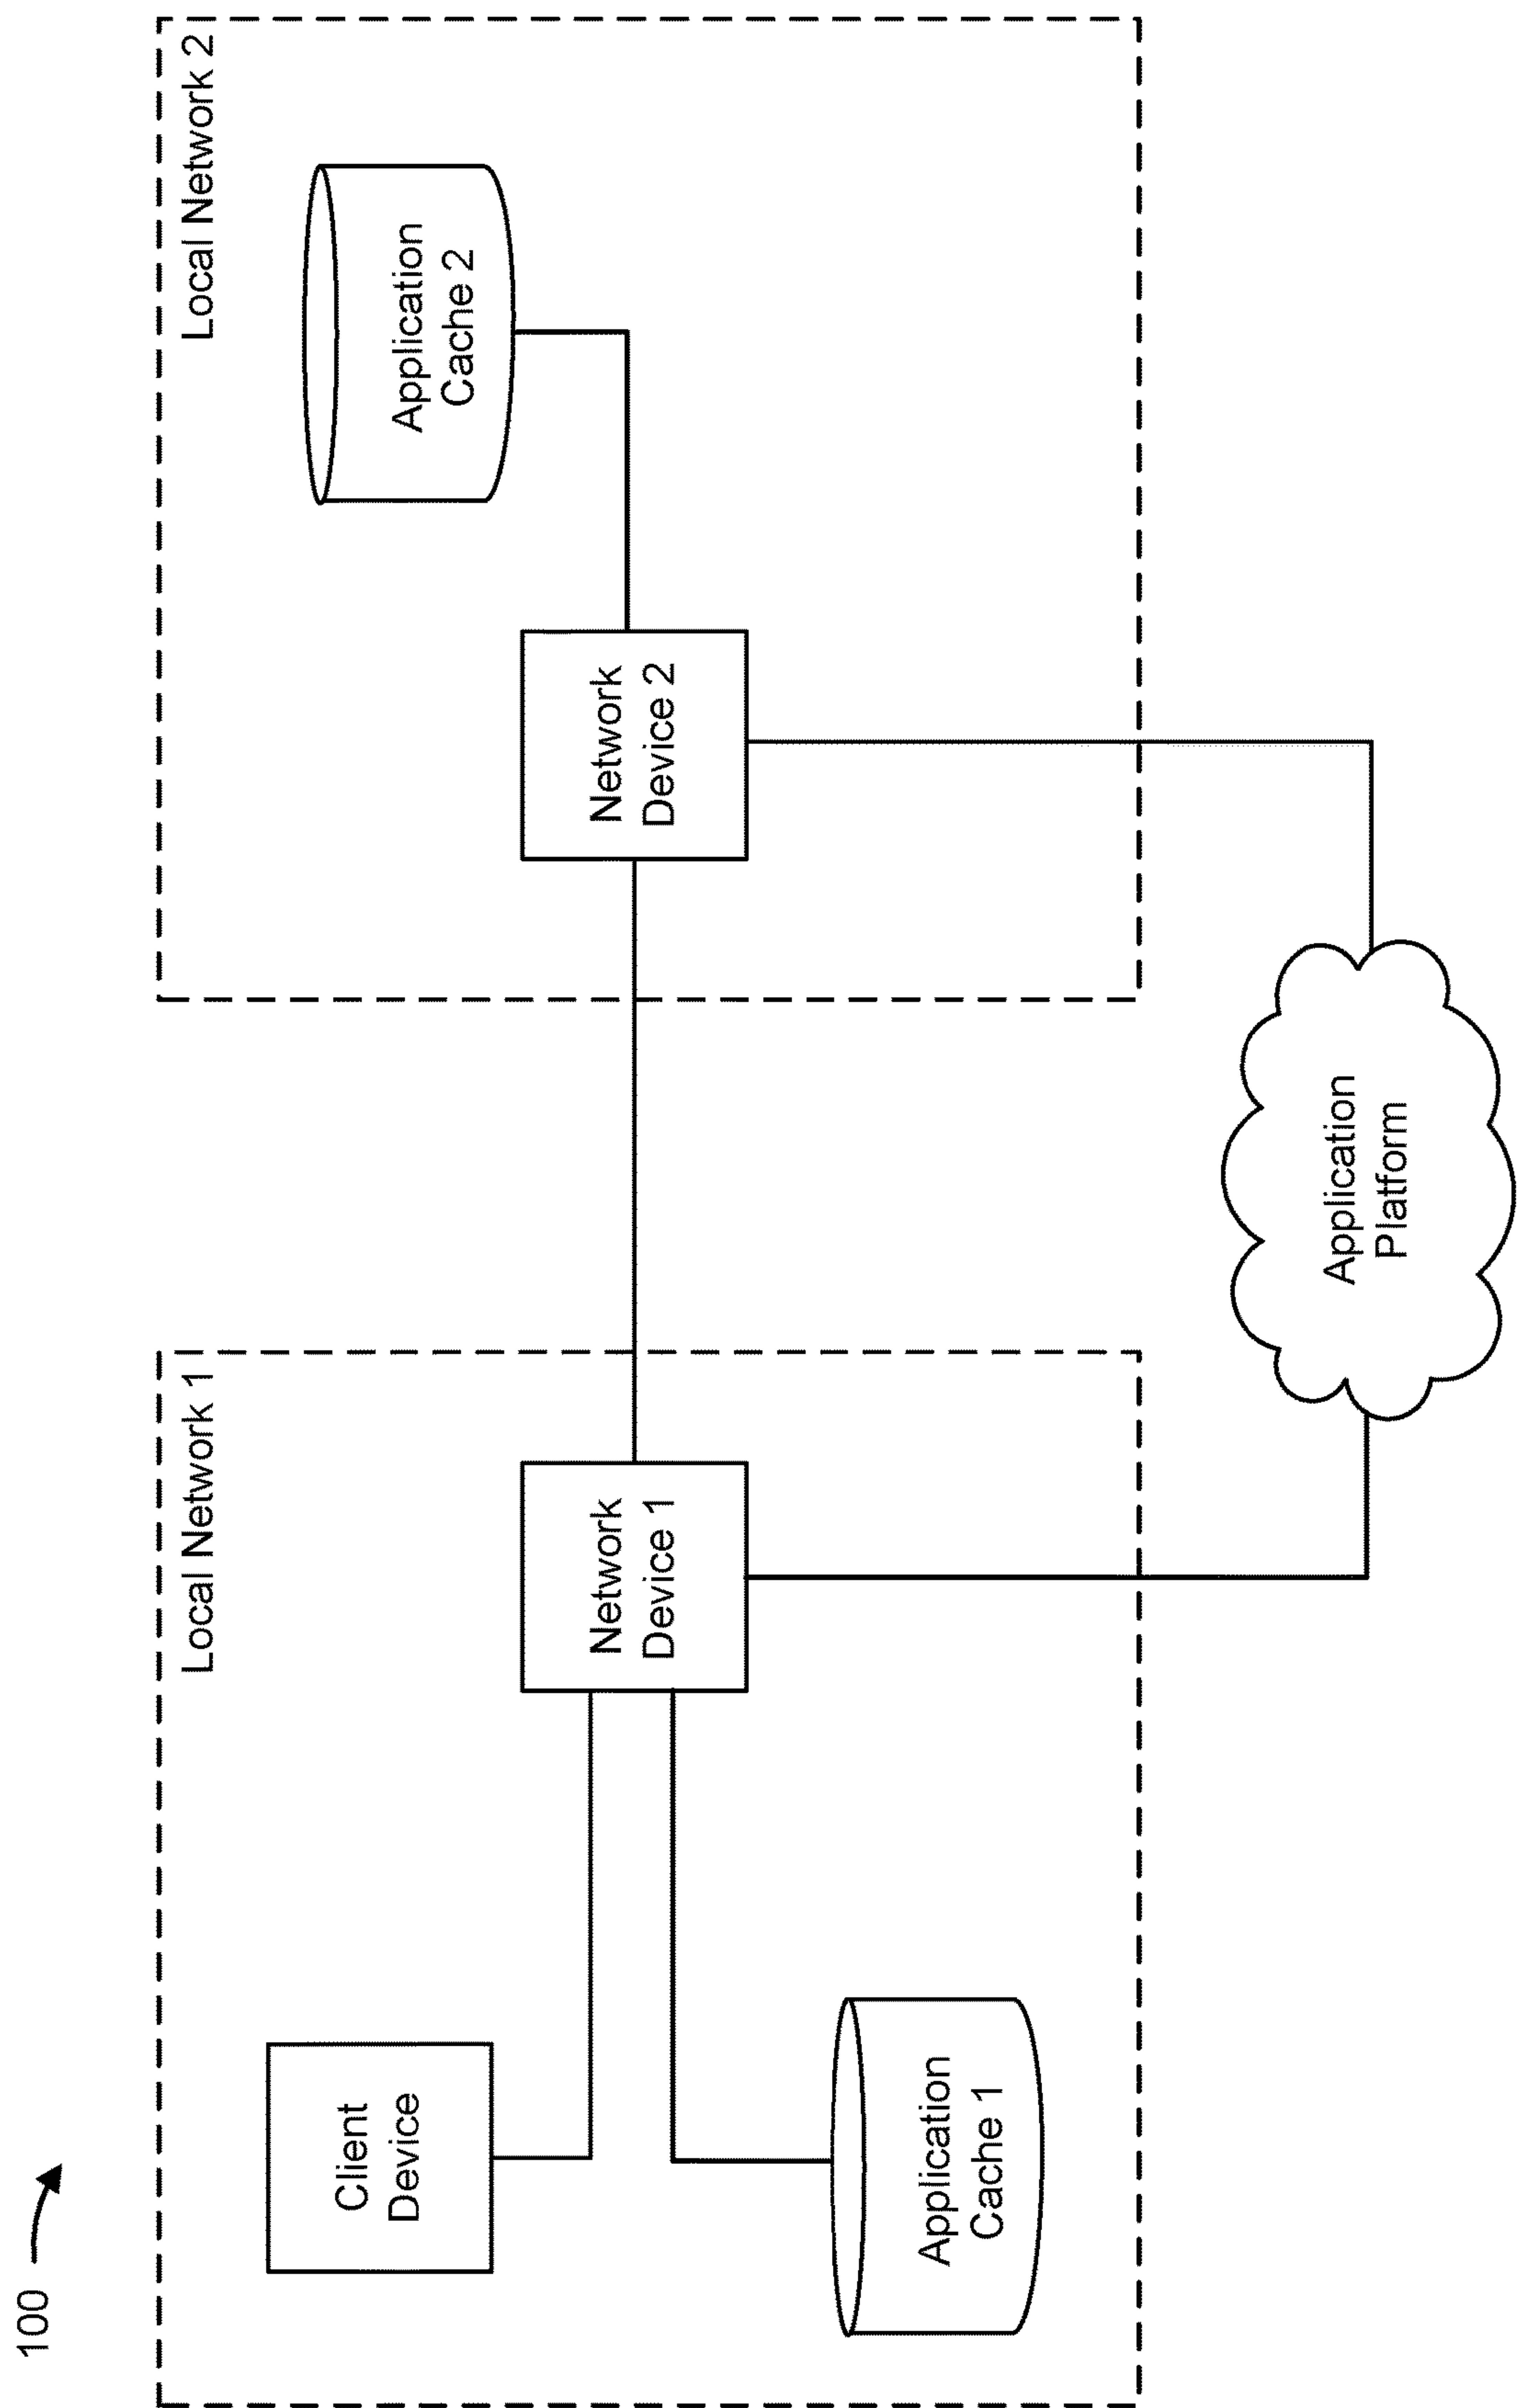 100
Local Network 1
Local Network 2
Client
Device
Application
Cache 2
Network
Device 1
Network
Device 2
Application
Cache 1
Application
Platform